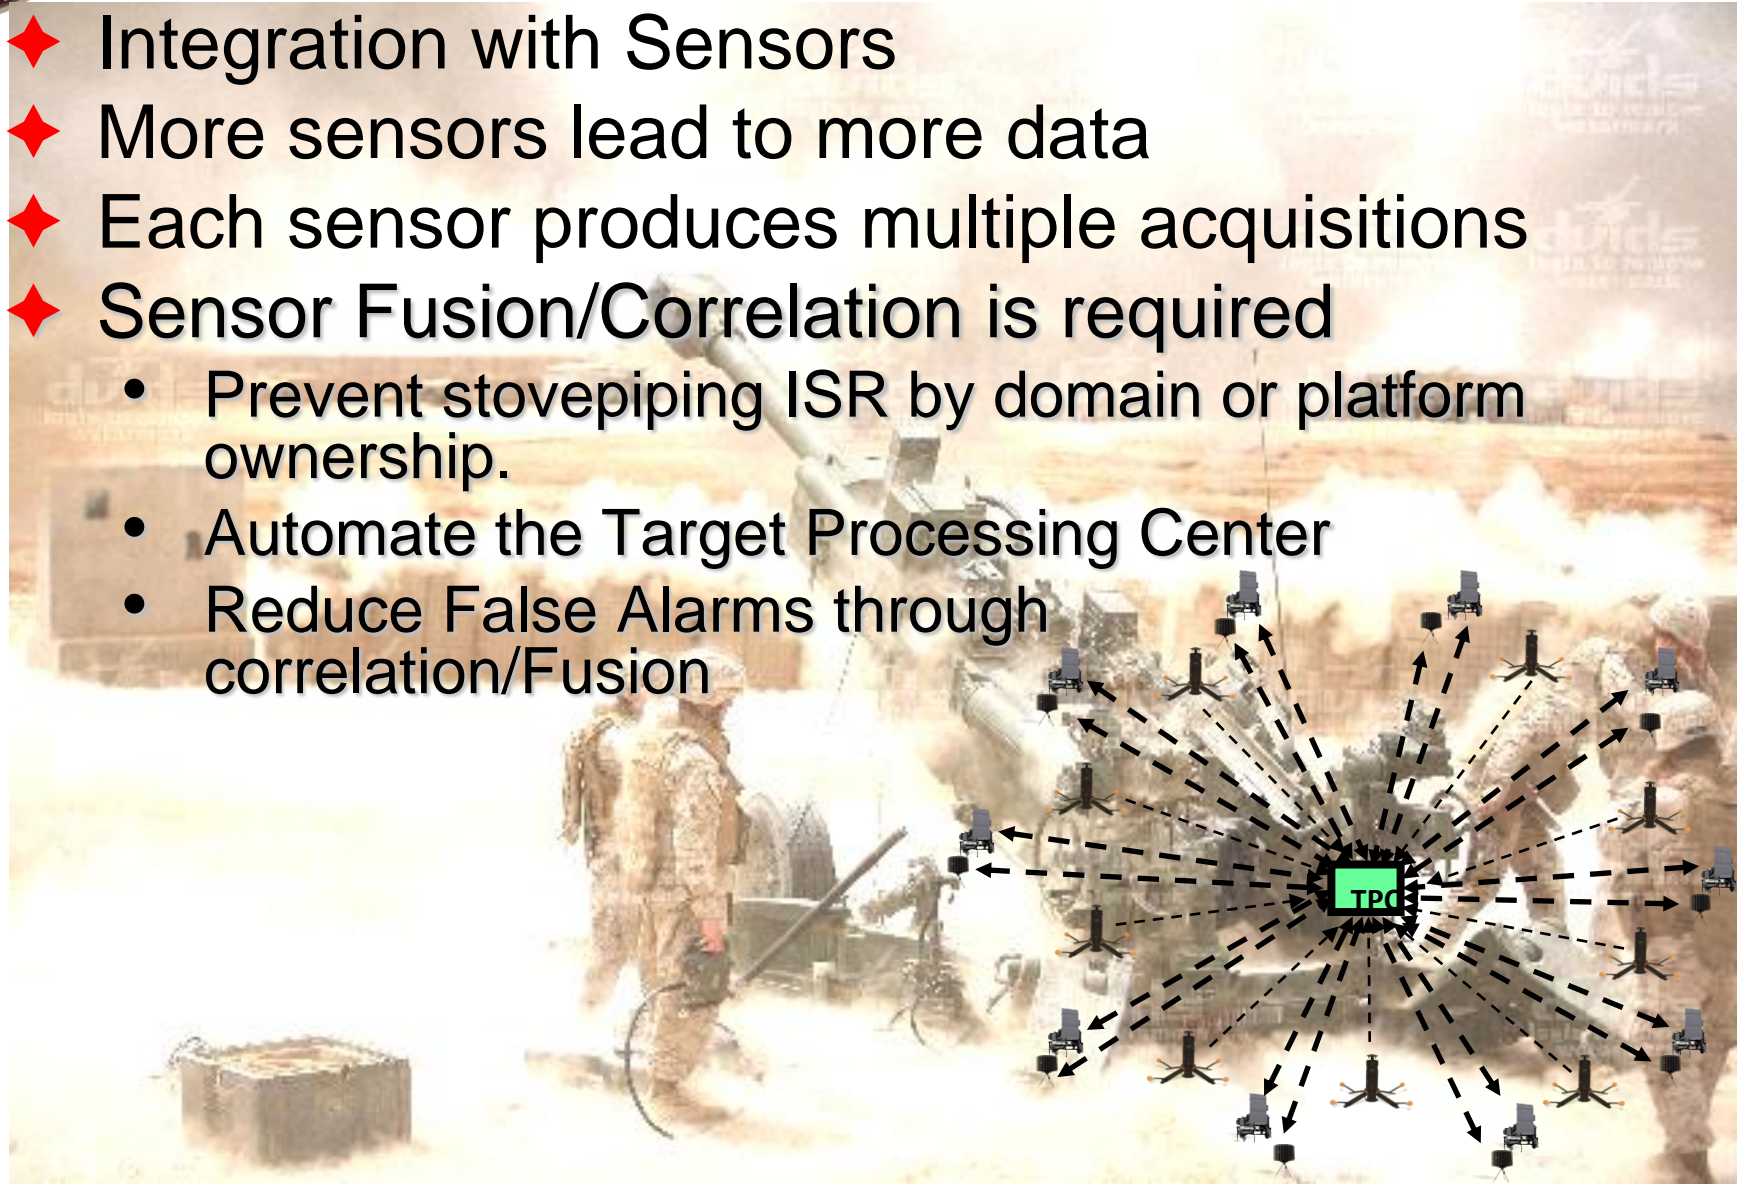 Integration with Sensors
More sensors lead to more data
Each sensor produces multiple acquisitions
Sensor Fusion/Correlation is required
Prevent stovepiping ISR by domain or platform
ownership.
Automate the Target Processing Center
Reduce False Alarms through
correlation/Fusion
TPC